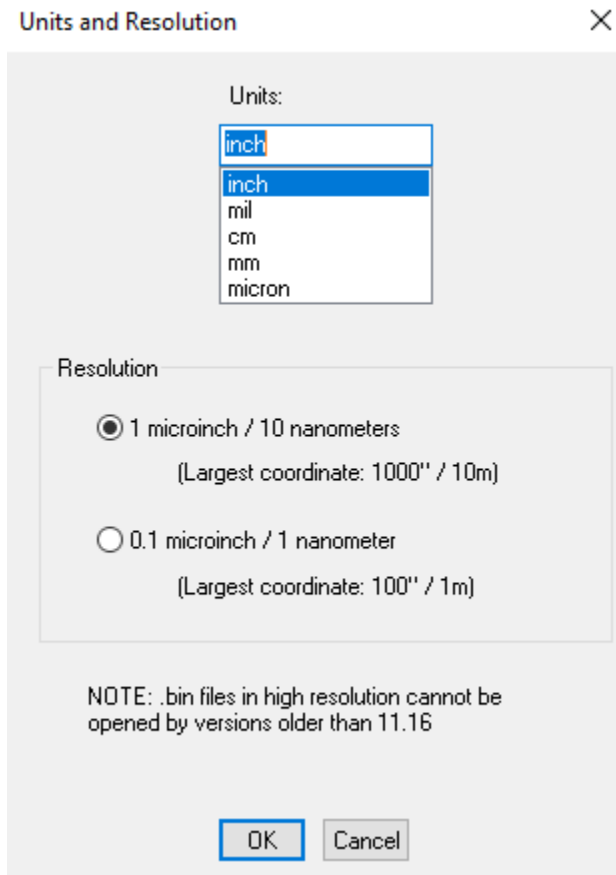 Units and Resolution
Units:
inch
inch
mil
cm
mm
micron
Resolution
1 microinch / 10 nanometers
(Largest coordinate: 1000" / 10m)
0.1 microinch / 1 nanometer
(Largest coordinate: 100" / 1m)
NOTE: .bin files in high resolution cannot be
opened by versions older than 11.16
OK Cancel